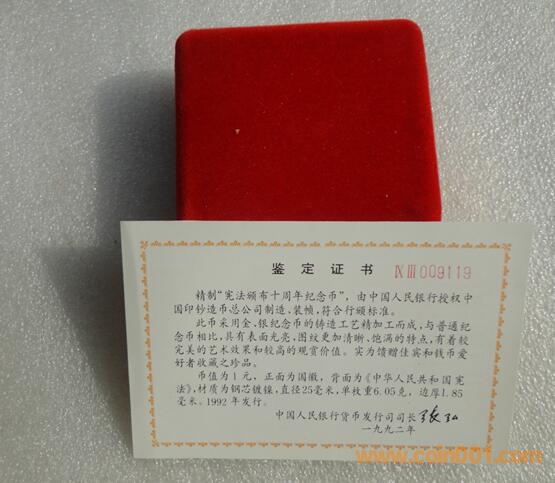 鉴定证书 ⅨⅢ009119
精制“宪法颁布十周年纪念币”，由中国人民银行授权中
国印钞造币总公司制造、装帧，符合行颁标准。
此币采用金、银纪念币的铸造工艺精加工而成，与普通纪
念币相比，具有表面光亮，图纹更加清晰、饱满的特点，有着较
完美的艺术效果和较高的观赏价值。实为馈赠佳宾和钱币爱
好者收藏之珍品。
币值为1元，正面为国徽，背面为《中华人民共和国宪
法》，材质为钢芯镀镍，直径25毫米，单枚重6.05克，边厚1.85
毫米。1992年发行。
中国人民银行货币发行司司长
一九九二年
www.coin001.com